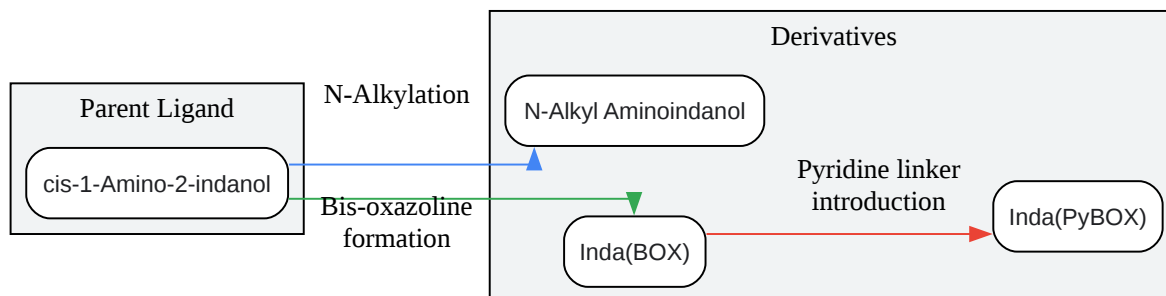 Derivatives
Parent Ligand
N-Alkylation
N-Alkyl Aminoindanol
cis-1-Amino-2-indanol
Pyridine linker
introduction
Bis-oxazoline
formation
Inda(BOX)
Inda(PyBOX)